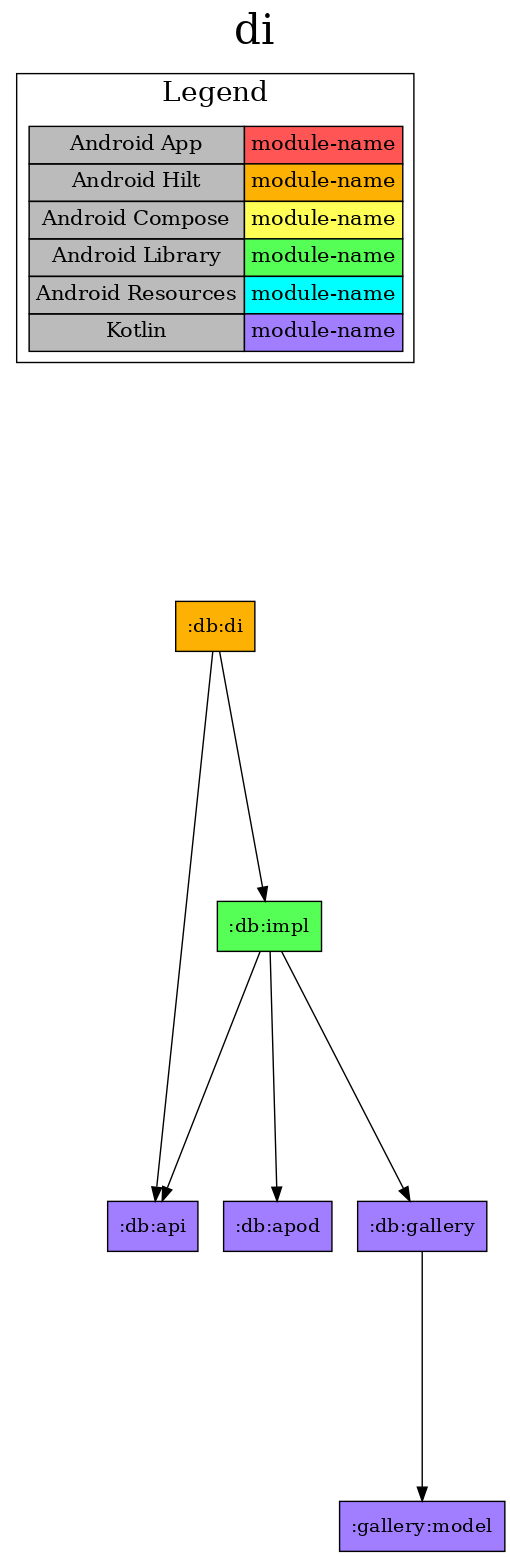 di
Legend
Android App module-name
Android Hilt module-name
Android Compose module-name
Android Library module-name
Android Resources module-name
Kotlin module-name
:db:di
:db:impl
:db:api :db:apod :db:gallery
:gallery:model